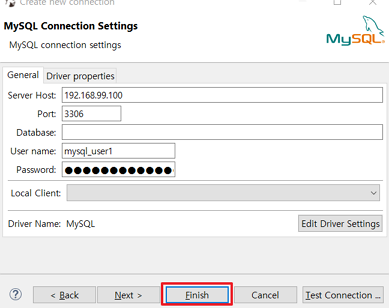 Create new connection
MySQL Connection Settings
MySQL connection settings
MySQL
General Driver properties
Server Host: 192.168.99.100
Port: 3306
Database:
User name: mysql_user1
Password: ●●●●●●●●●●●●●
Local Client:
Driver Name: MySQL Edit Driver Settings
? < Back Next > Finish Cancel Test Connection ...